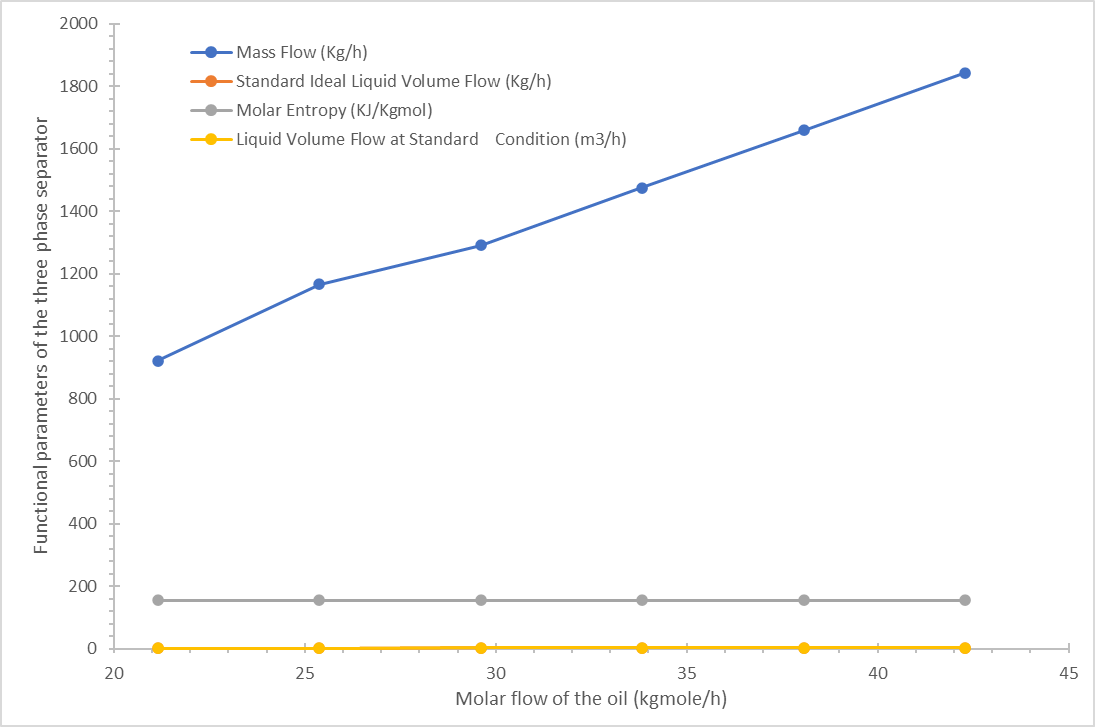 2000
1800
1600
1400
1200
1000
800
600
400
200
0
Functional parameters of the three phase separator
Mass Flow (Kg/h)
Standard Ideal Liquid Volume Flow (Kg/h)
Molar Entropy (KJ/Kgmol)
Liquid Volume Flow at Standard Condition (m3/h)
20 25 30 35 40 45
Molar flow of the oil (kgmole/h)